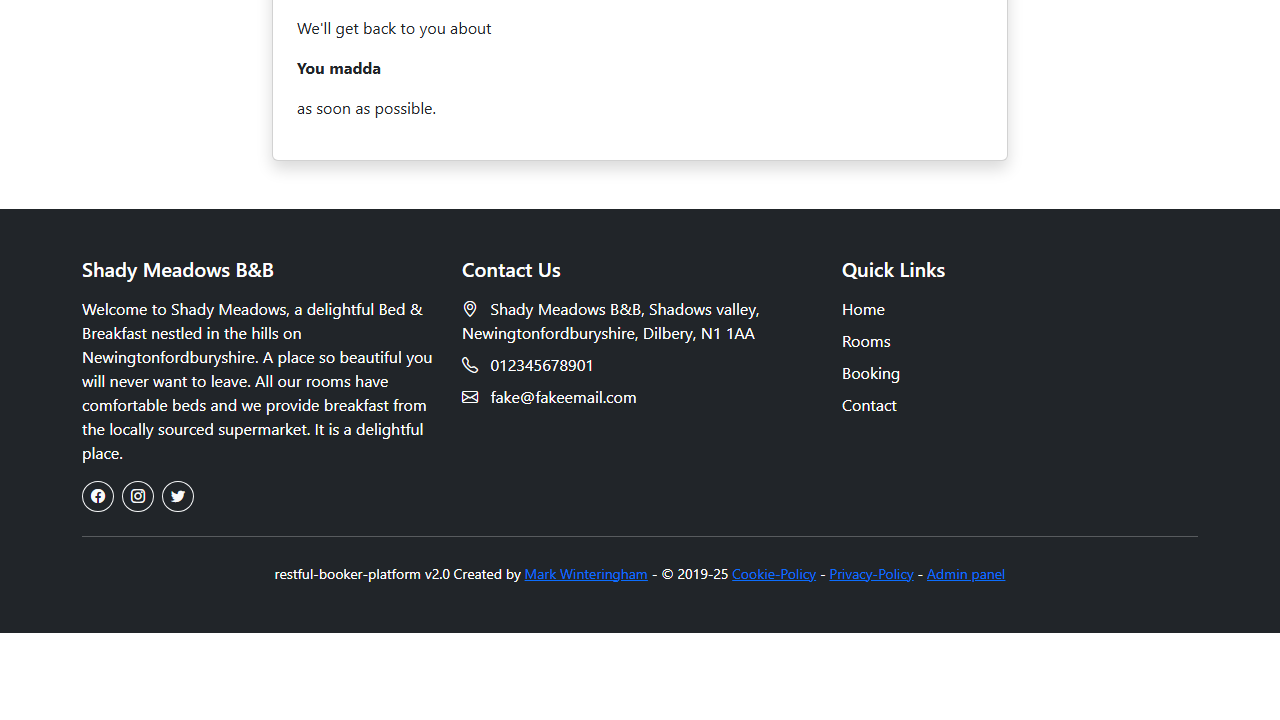 We'll get back to you about
You madda
as soon as possible.
Shady Meadows B&B
Welcome to Shady Meadows, a delightful Bed &
Breakfast nestled in the hills on
Newingtonfordburyshire. A place so beautiful you
will never want to leave. All our rooms have
comfortable beds and we provide breakfast from
the locally sourced supermarket. It is a delightful
place.
Contact Us
Shady Meadows B&B, Shadows valley,
Newingtonfordburyshire, Dilbery, N1 1AA
012345678901
fake@fakeemail.com
Quick Links
Home
Rooms
Booking
Contact
restful-booker-platform v2.0 Created by Mark Winteringham - © 2019-25 Cookie-Policy - Privacy-Policy - Admin panel